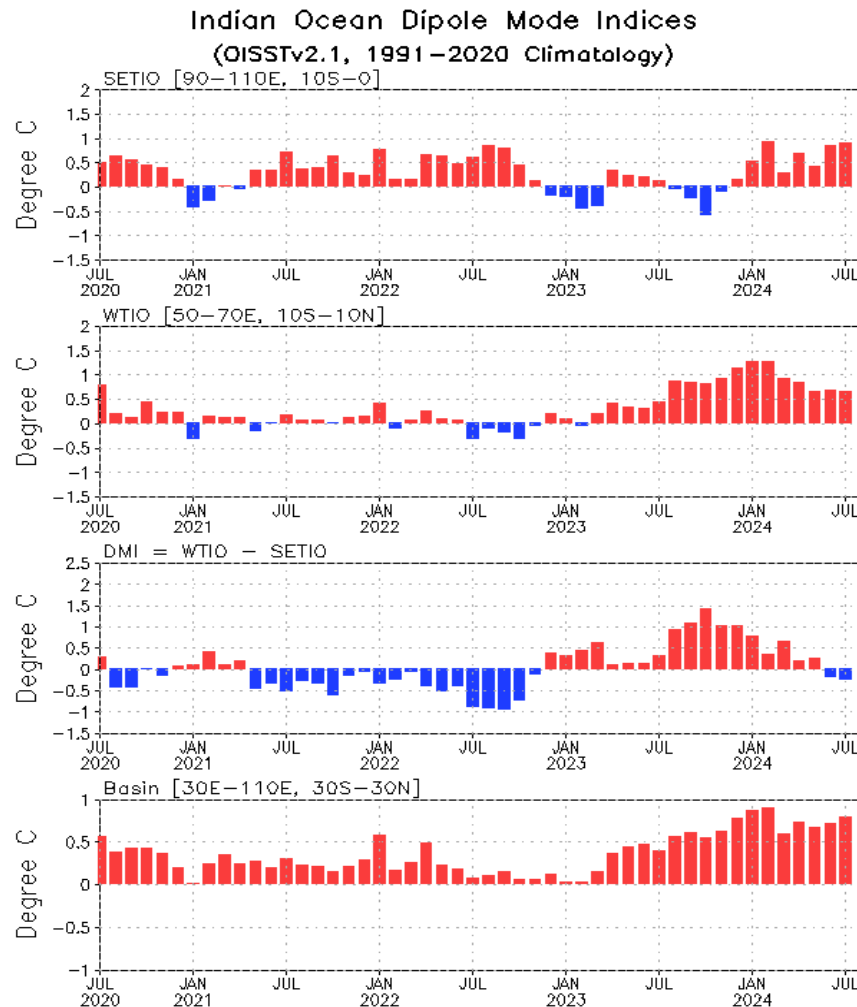 Indian Ocean Dipole Mode Indices
(OISSTv2.1, 1991-2020 Climatology)
SETIO [90-110E, 10S-0]
Degree C
2
1.5
1
0.5
0
-0.5
-1
-1.5
JUL JAN JUL JAN JUL JAN JUL JAN JUL
2020 2021 2022 2023 2024
WTIO [50-70E, 10S-10N]
Degree C
2
1.5
1
0.5
0
-0.5
-1
-1.5
JUL JAN JUL JAN JUL JAN JUL JAN JUL
2020 2021 2022 2023 2024
DMI = WTIO - SETIO
Degree C
2.5
2
1.5
1
0.5
0
-0.5
-1
-1.5
JUL JAN JUL JAN JUL JAN JUL JAN JUL
2020 2021 2022 2023 2024
Basin [30E-110E, 30S-30N]
Degree C
1
0.5
0
-0.5
-1
JUL JAN JUL JAN JUL JAN JUL JAN JUL
2020 2021 2022 2023 2024